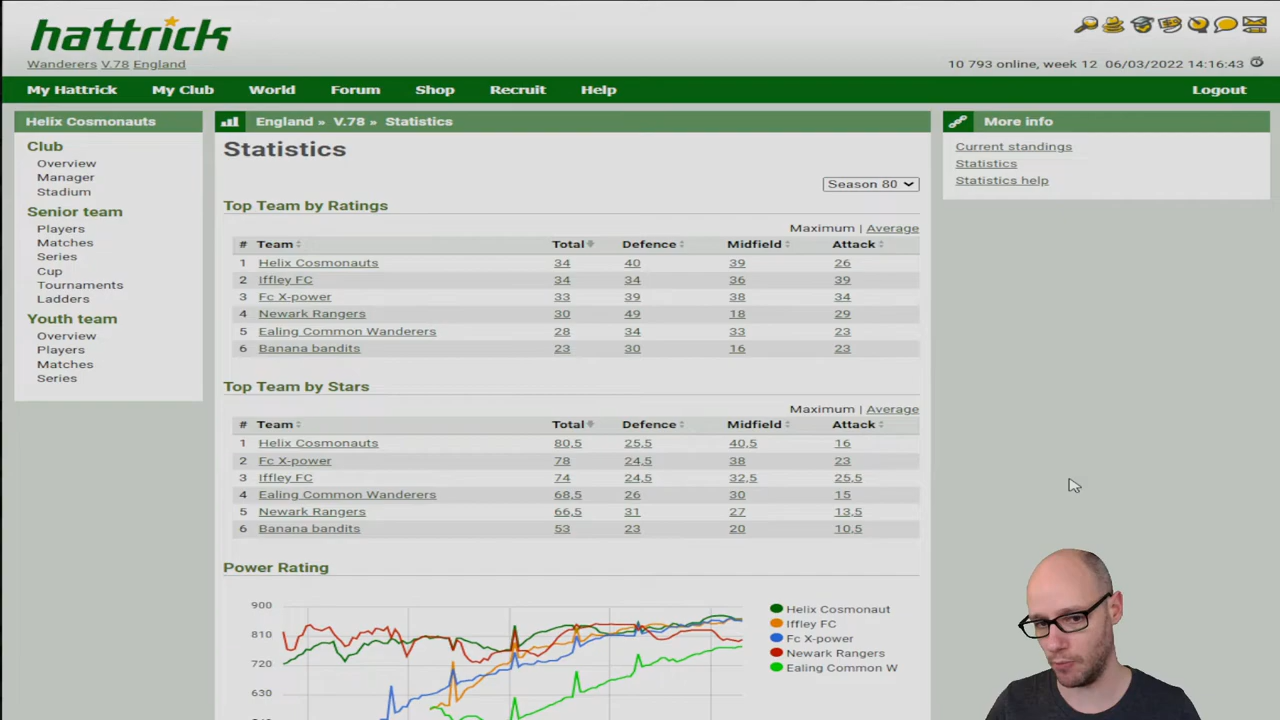 hattrick
Wanderers V.78 England
10 793 online, week 12 06/03/2022 14:16:43
My Hattrick My Club World Forum Shop Recruit Help Logout
Helix Cosmonauts
Club
Overview
Manager
Stadium
Senior team
Players
Matches
Series
Cup
Tournaments
Ladders
Youth team
Overview
Players
Matches
Series
England » V.78 » Statistics
Statistics
Season 80
Top Team by Ratings
Maximum | Average
# Team Total Defence Midfield Attack
1 Helix Cosmonauts 34 40 39 26
2 Iffley FC 34 34 36 39
3 Fc X-power 33 39 38 34
4 Newark Rangers 30 49 18 29
5 Ealing Common Wanderers 28 34 33 23
6 Banana bandits 23 30 16 23
Top Team by Stars
Maximum | Average
# Team Total Defence Midfield Attack
1 Helix Cosmonauts 80,5 25,5 40,5 16
2 Fc X-power 78 24,5 38 23
3 Iffley FC 74 24,5 32,5 25,5
4 Ealing Common Wanderers 68,5 26 30 15
5 Newark Rangers 66,5 31 27 13,5
6 Banana bandits 53 23 20 10,5
Power Rating
900
810
720
630
Helix Cosmonaut
Iffley FC
Fc X-power
Newark Rangers
Ealing Common W
More info
Current standings
Statistics
Statistics help